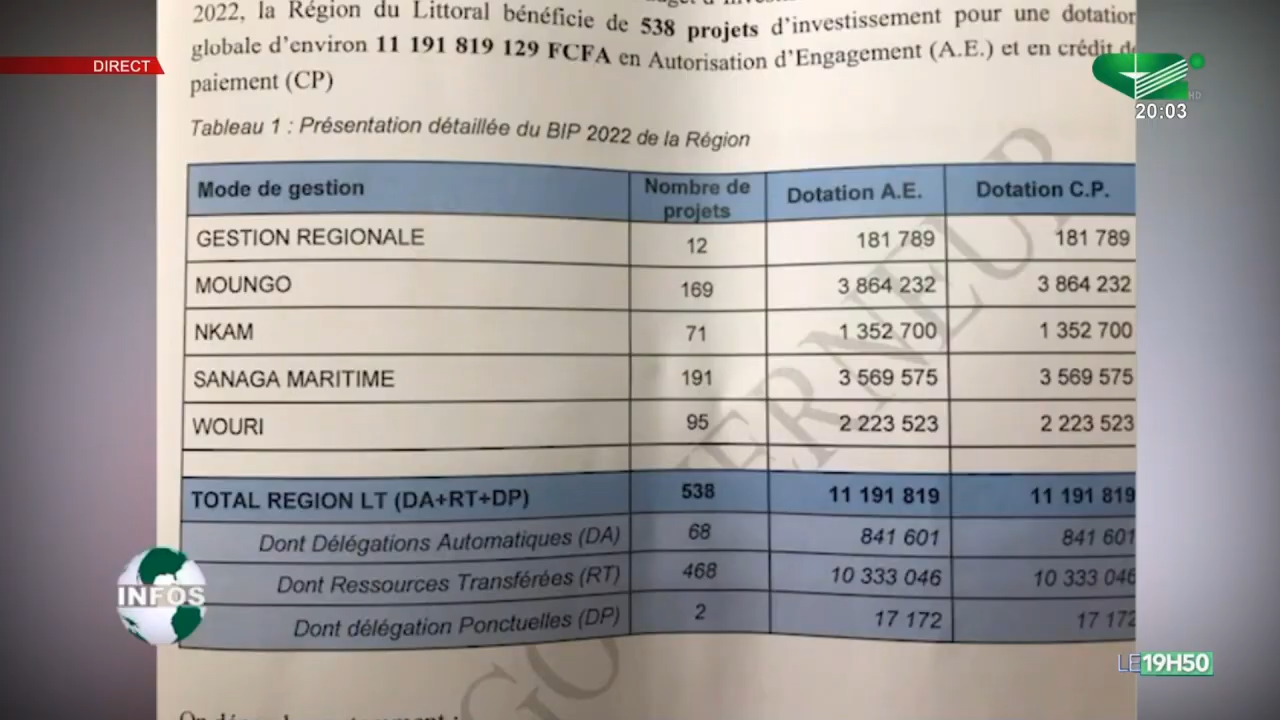 2022, la Région du Littoral bénéficie de 538 projets d'investissement pour une dotation
globale d'environ 11 191 819 129 FCFA en Autorisation d'Engagement (A.E.) et en crédit de
paiement (CP)
DIRECT
HD
20:03
Tableau 1 : Présentation détaillée du BIP 2022 de la Région
Mode de gestion Nombre de projets Dotation A.E. Dotation C.P.
GESTION REGIONALE 12 181 789 181 789
MOUNGO 169 3 864 232 3 864 232
NKAM 71 1 352 700 1 352 700
SANAGA MARITIME 191 3 569 575 3 569 575
WOURI 95 2 223 523 2 223 523
TOTAL REGION LT (DA+RT+DP) 538 11 191 819 11 191 819
Dont Délégations Automatiques (DA) 68 841 601 841 601
Dont Ressources Transférées (RT) 468 10 333 046 10 333 046
Dont délégation Ponctuelles (DP) 2 17 172 17 172
INFOS
LE 19H50